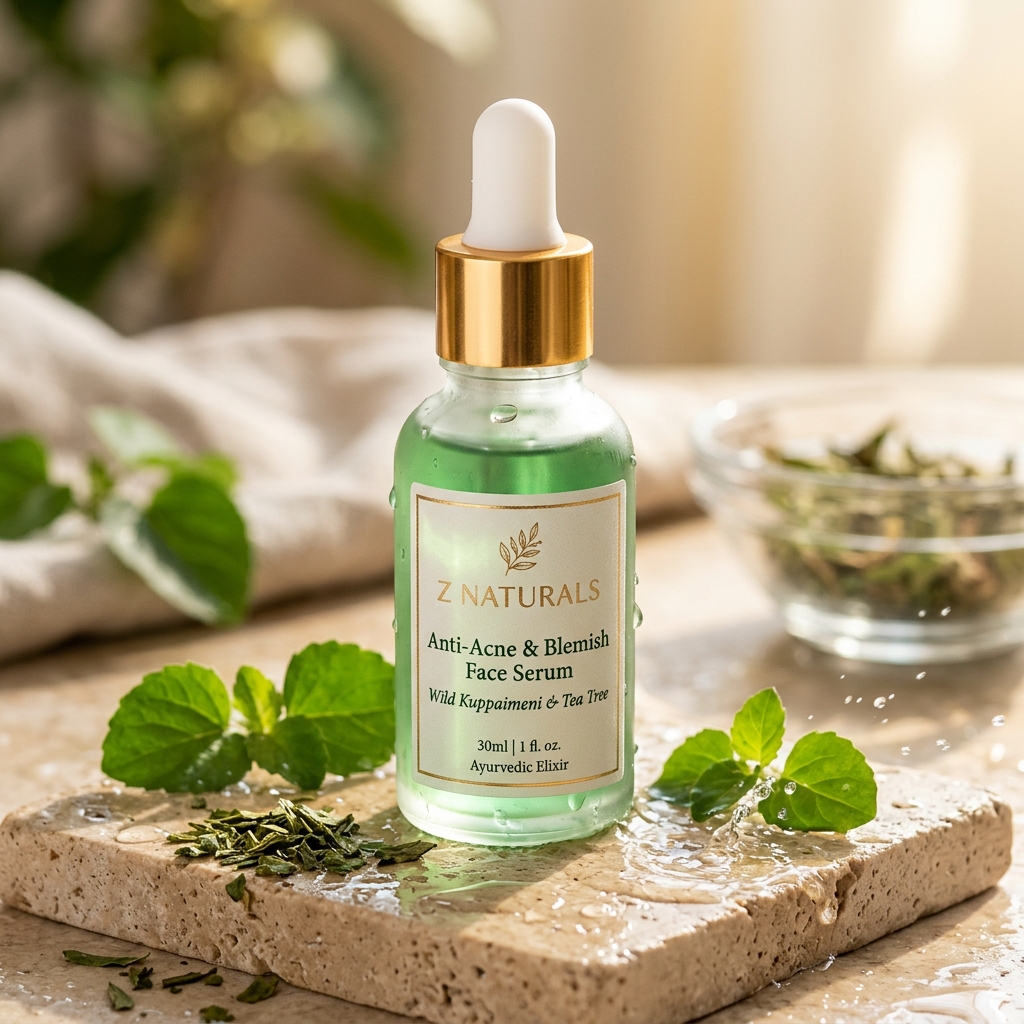 Z NATURALS
Anti-Acne & Blemish
Face Serum
Wild Kuppaimeni & Tea Tree
30ml | 1 fl. oz.
Ayurvedic Elixir